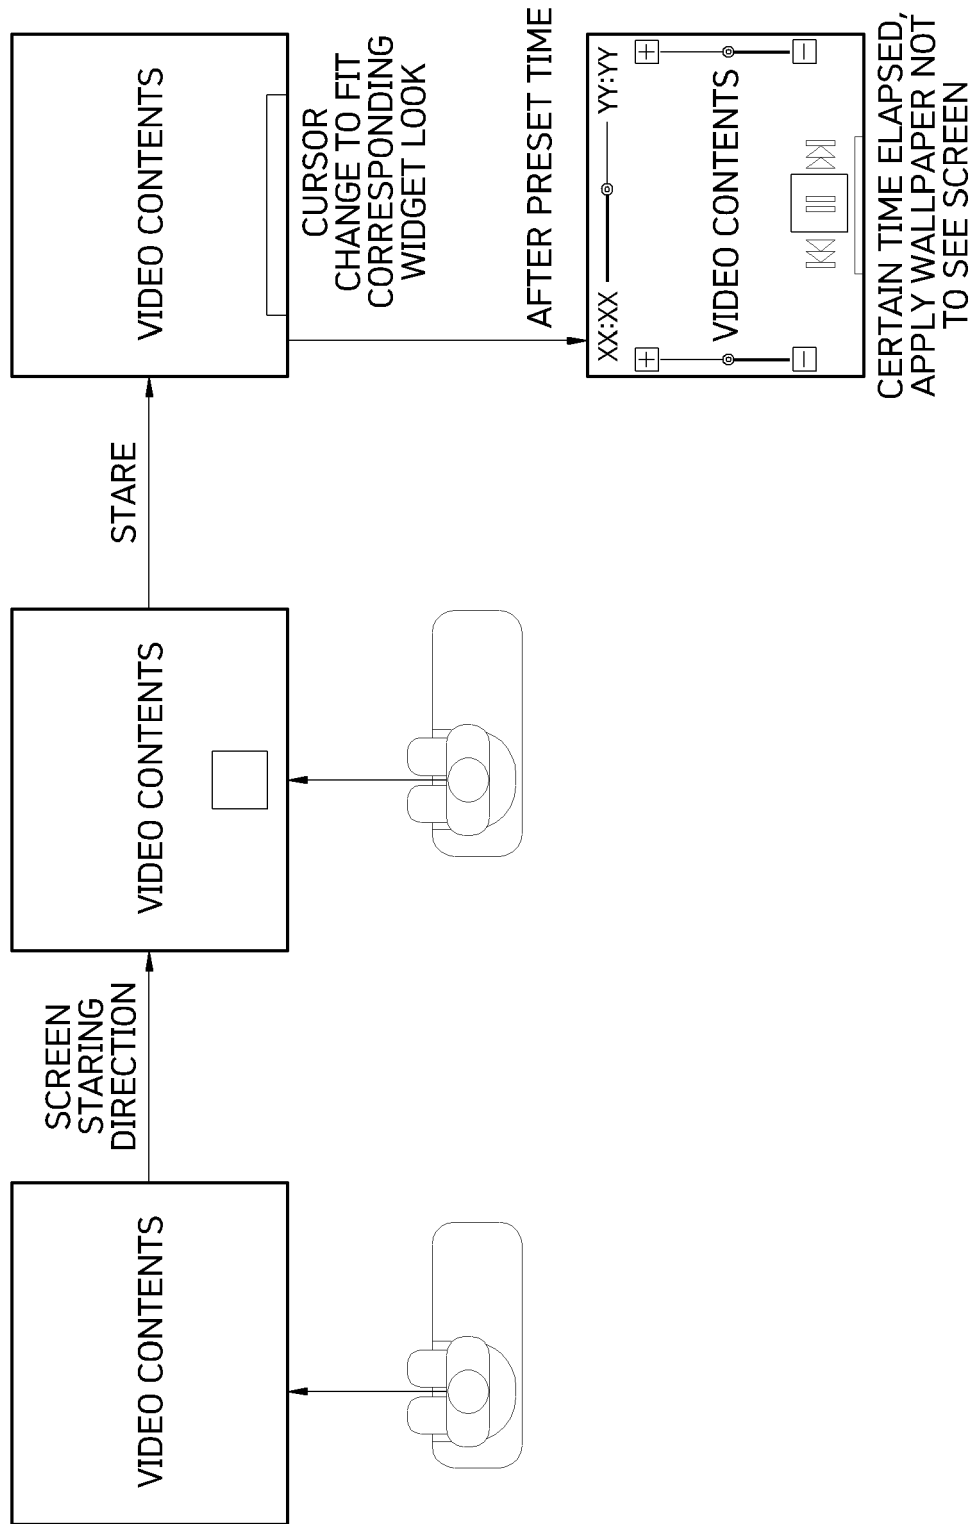 VIDEO CONTENTS
SCREEN
STARING
DIRECTION
VIDEO CONTENTS
STARE
VIDEO CONTENTS
CURSOR
CHANGE TO FIT
CORRESPONDING
WIDGET LOOK
AFTER PRESET TIME
XX:XX YY:YY
VIDEO CONTENTS
CERTAIN TIME ELAPSED,
APPLY WALLPAPER NOT
TO SEE SCREEN